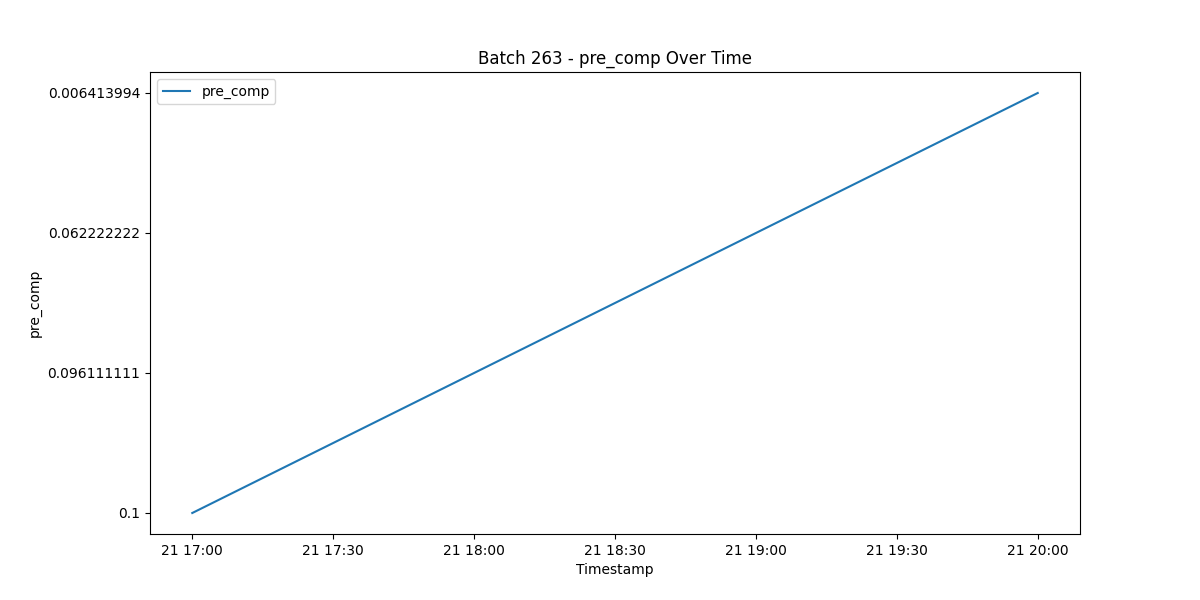 Batch 263 - pre_comp Over Time
pre_comp
0.006413994
0.062222222
0.096111111
0.1
pre_comp
21 17:00
21 17:30
21 18:00
21 18:30
21 19:00
21 19:30
21 20:00
Timestamp